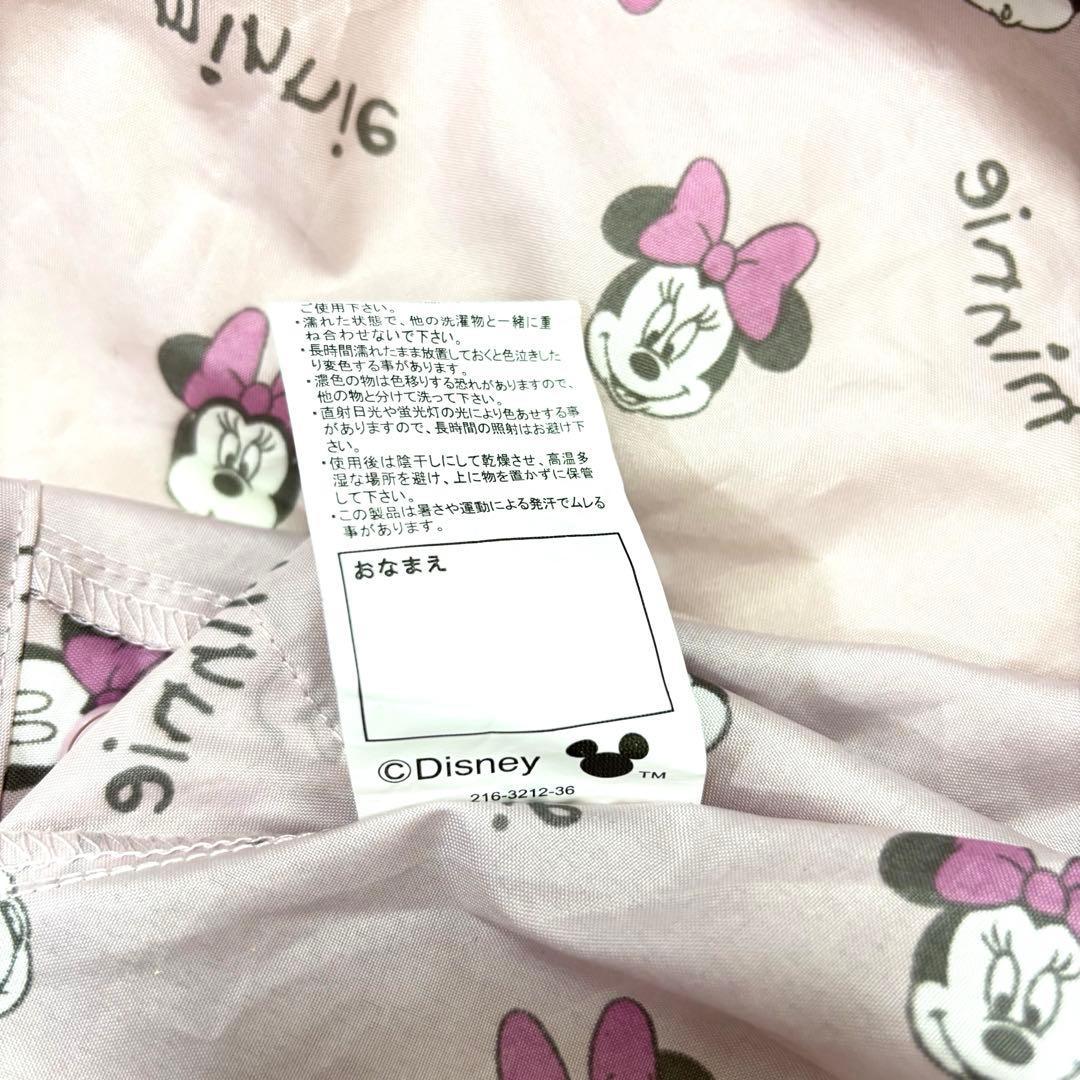 minnie
minnie
ご使用下さい。
・濡れた状態で、他の洗濯物と一緒に重
ね合わせないで下さい。
・長時間濡れたまま放置しておくと色泣きした
り変色する事があります。
・濃色の物は色移りする恐れがありますので、
他の物と分けて洗って下さい。
・直射日光や蛍光灯の光により色あせする事
がありますので、長時間の照射はお避け下
さい。
・使用後は陰干しにして乾燥させ、高温多
湿な場所を避け、上に物を置かずに保管
して下さい。
・この製品は暑さや運動による発汗でムレる
事があります。
おなまえ
©Disney TM
216-3212-36